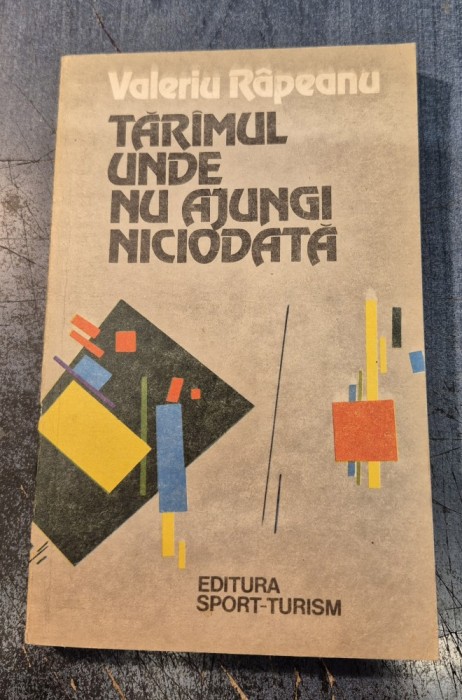 Valeriu Râpeanu
TĂRÎMUL
UNDE
NU AJUNGI
NICIODATĂ
EDITURA
SPORT-TURISM